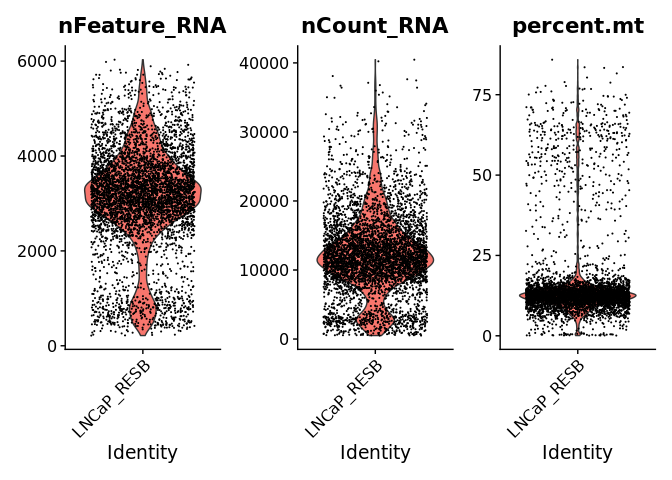 nFeature_RNA
6000
4000
2000
0
LNCaP_RESB
Identity
nCount_RNA
40000
30000
20000
10000
0
LNCaP_RESB
Identity
percent.mt
75
50
25
0
LNCaP_RESB
Identity